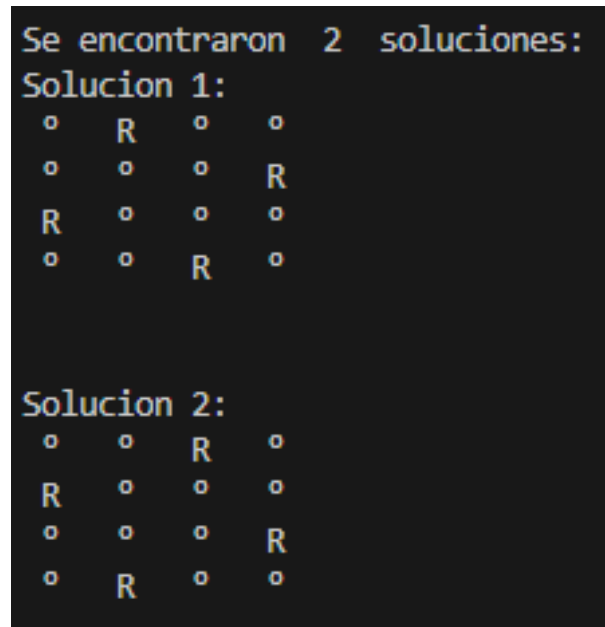 Se encontraron 2 soluciones:
Solucion 1:
º R º º
º º º R
R º º º
º º R º
Solucion 2:
º º R º
R º º º
º º º R
º R º º